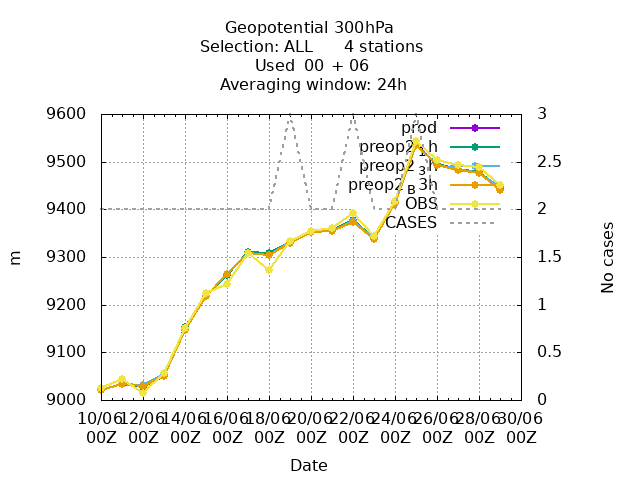 Geopotential 300hPa
Selection: ALL 4 stations
Used 00 + 06
Averaging window: 24h
9600 3
prod
preop2_1h
9500 2.5
preop2_3h
preop2_B3h
OBS
9400 2
CASES
9300 1.5
m
No cases
9200 1
9100 0.5
9000 0
10/06 12/06 14/06 16/06 18/06 20/06 22/06 24/06 26/06 28/06 30/06
00Z 00Z 00Z 00Z 00Z 00Z 00Z 00Z 00Z 00Z 00Z
Date